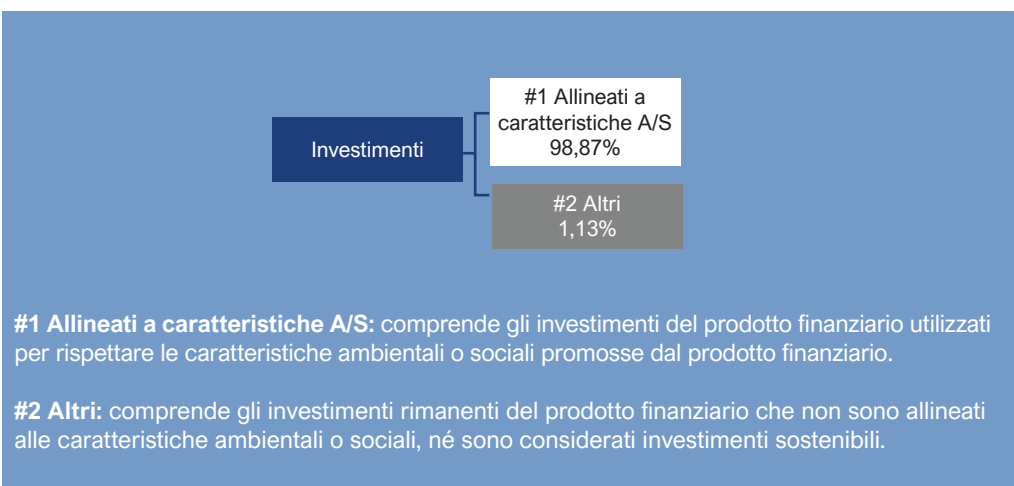 Investimenti
#1 Allineati a
caratteristiche A/S
98,87%
#2 Altri
1,13%
#1 Allineati a caratteristiche A/S: comprende gli investimenti del prodotto finanziario utilizzati
per rispettare le caratteristiche ambientali o sociali promosse dal prodotto finanziario.
#2 Altri: comprende gli investimenti rimanenti del prodotto finanziario che non sono allineati
alle caratteristiche ambientali o sociali, né sono considerati investimenti sostenibili.